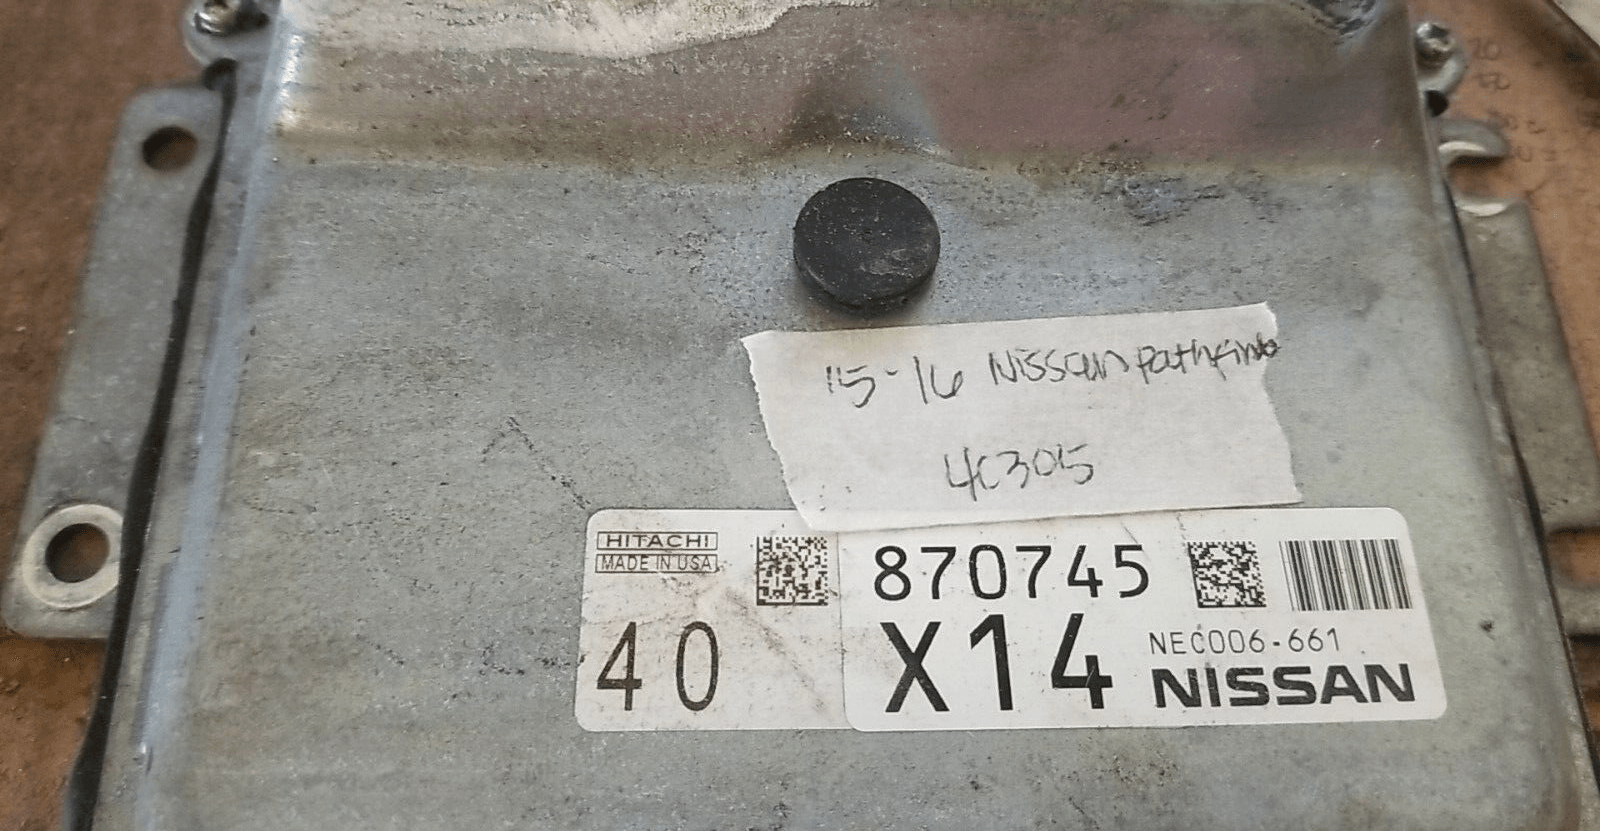 '15-16 Nissan Pathfinder
4C305
HITACHI
MADE IN USA
870745
40
X14
NEC006-661
NISSAN